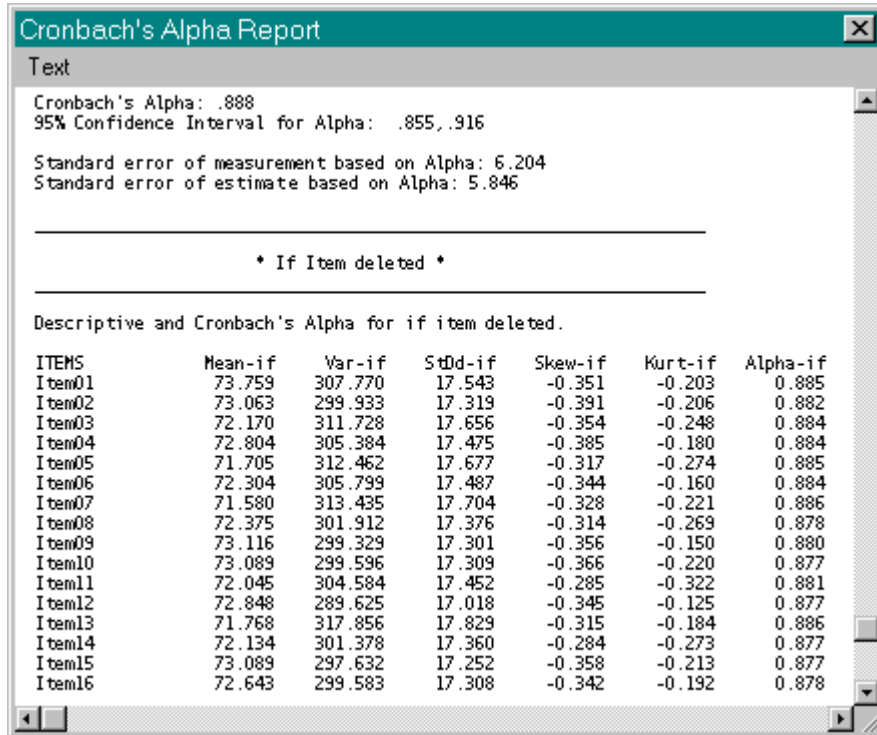 Cronbach's Alpha Report
Text
Cronbach's Alpha: .888
95% Confidence Interval for Alpha: .855,.916
Standard error of measurement based on Alpha: 6.204
Standard error of estimate based on Alpha: 5.846
* If Item deleted *
Descriptive and Cronbach's Alpha for if item deleted.
ITEMS Mean-if Var-if StDd-if Skew-if Kurt-if Alpha-if
Item01 73.759 307.770 17.543 -0.351 -0.203 0.885
Item02 73.063 299.933 17.319 -0.391 -0.206 0.882
Item03 72.170 311.728 17.656 -0.354 -0.248 0.884
Item04 72.804 305.384 17.475 -0.385 -0.180 0.884
Item05 71.705 312.462 17.677 -0.317 -0.274 0.885
Item06 72.304 305.799 17.487 -0.344 -0.160 0.884
Item07 71.580 313.435 17.704 -0.328 -0.221 0.886
Item08 72.375 301.912 17.376 -0.314 -0.269 0.878
Item09 73.116 299.329 17.301 -0.356 -0.150 0.880
Item10 73.089 299.596 17.309 -0.366 -0.220 0.877
Item11 72.045 304.584 17.452 -0.285 -0.322 0.881
Item12 72.848 289.625 17.018 -0.345 -0.125 0.877
Item13 71.768 317.856 17.829 -0.315 -0.184 0.886
Item14 72.134 301.378 17.360 -0.284 -0.273 0.877
Item15 73.089 297.632 17.252 -0.358 -0.213 0.877
Item16 72.643 299.583 17.308 -0.342 -0.192 0.878